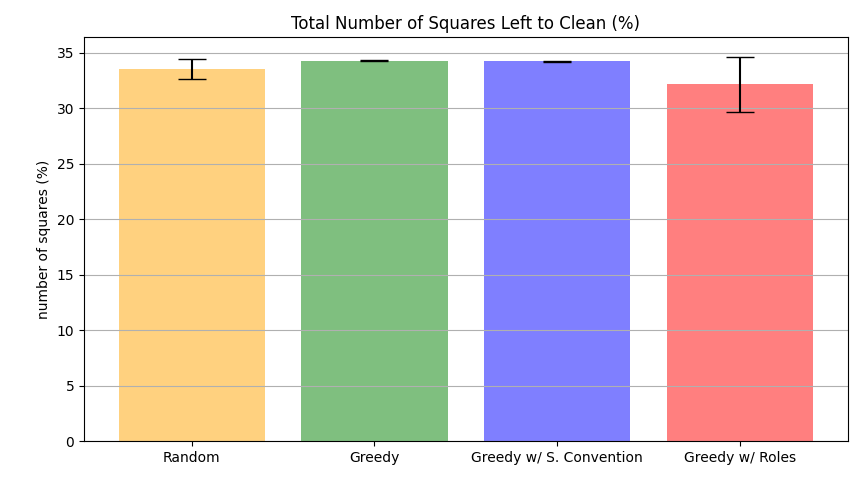 Total Number of Squares Left to Clean (%)
number of squares (%)
35
30
25
20
15
10
5
0
Random
Greedy
Greedy w/ S. Convention
Greedy w/ Roles